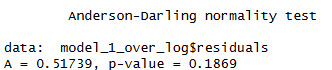 Anderson-Darling normality test
data:  model_1_over_log$residuals
A = 0.51739, p-value = 0.1869